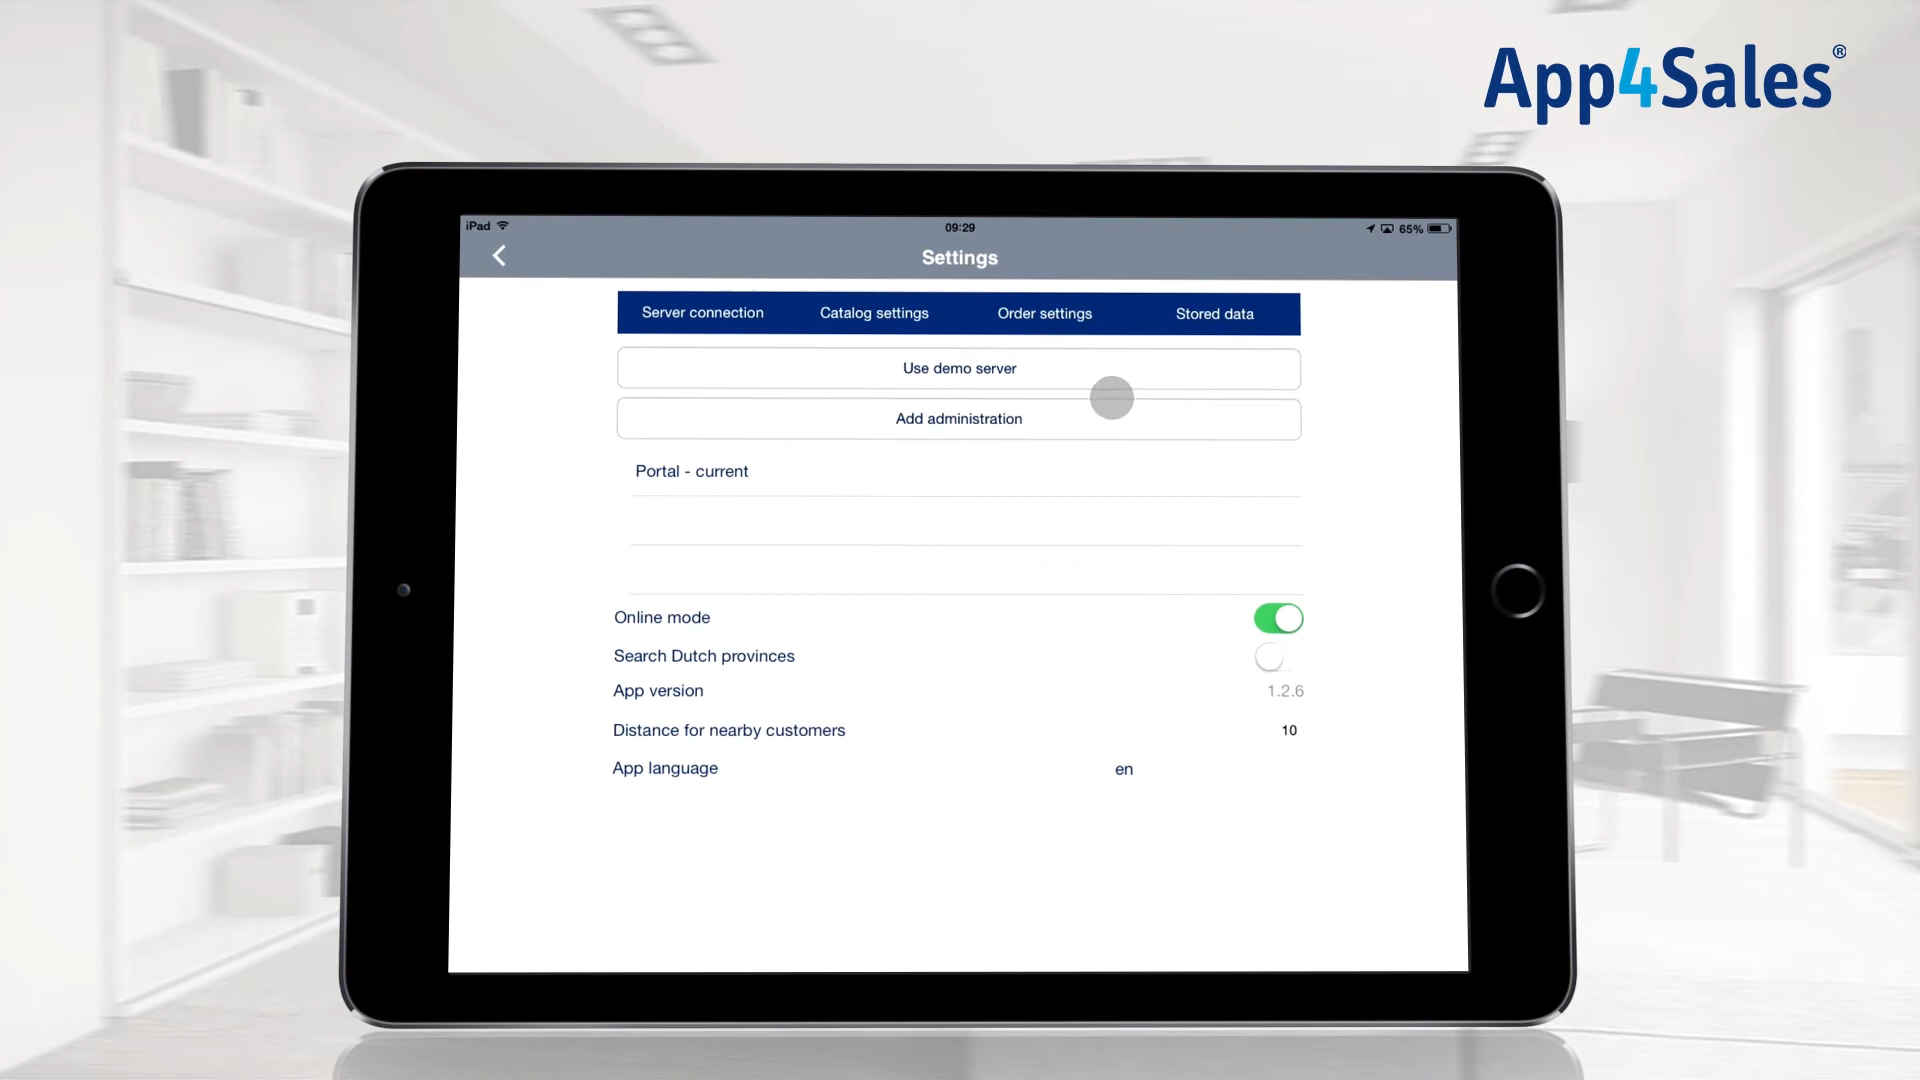 App4Sales®
iPad 09:29 65%
Settings
Server connection Catalog settings Order settings Stored data
Use demo server
Add administration
Portal - current
Online mode
Search Dutch provinces
App version 1.2.6
Distance for nearby customers 10
App language en